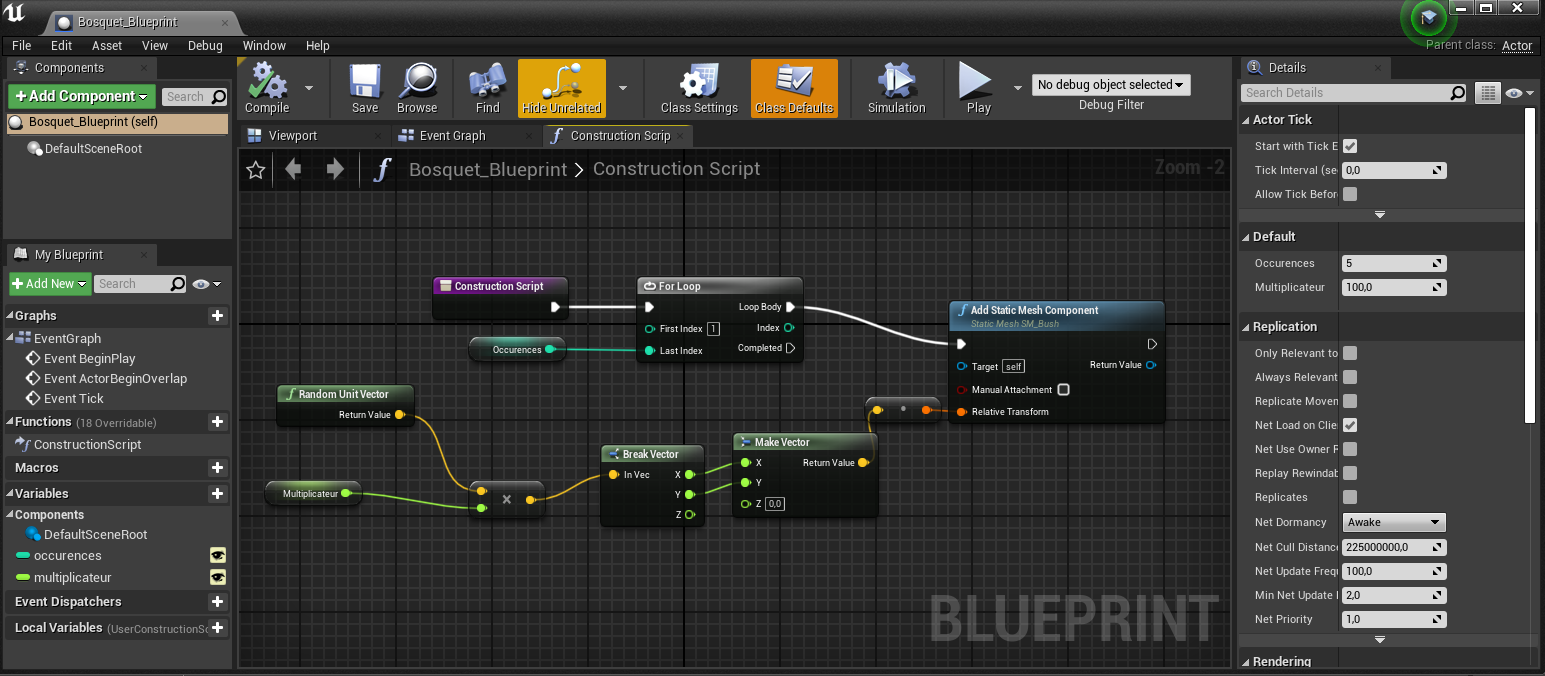 Bosquet_Blueprint
File Edit Asset View Debug Window Help
Parent class: Actor
Components
+ Add Component
Search
Bosquet_Blueprint (self)
DefaultSceneRoot
Compile
Save
Browse
Find
Hide Unrelated
Class Settings
Class Defaults
Simulation
Play
No debug object selected
Debug Filter
Viewport
Event Graph
Construction Scrip
Bosquet_Blueprint > Construction Script
Zoom -2
My Blueprint
+ Add New
Search
Graphs
EventGraph
Event BeginPlay
Event ActorBeginOverlap
Event Tick
Functions (18 Overridable)
ConstructionScript
Macros
Variables
Components
DefaultSceneRoot
occurences
multiplicateur
Event Dispatchers
Local Variables (UserConstructionSc
Construction Script
For Loop
Loop Body
First Index 1
Index
Last Index
Completed
Occurences
Add Static Mesh Component
Static Mesh SM_Bush
Target self
Return Value
Manual Attachment
Relative Transform
Random Unit Vector
Return Value
Multiplicateur
×
Break Vector
In Vec
X
Y
Z
Make Vector
X
Return Value
Y
Z 0,0
BLUEPRINT
Details
Search Details
Actor Tick
Start with Tick E
Tick Interval (se 0,0
Allow Tick Befor
Default
Occurences 5
Multiplicateur 100,0
Replication
Only Relevant to
Always Relevant
Replicate Movem
Net Load on Clie
Net Use Owner R
Replay Rewindab
Replicates
Net Dormancy Awake
Net Cull Distance 225000000,0
Net Update Frequ 100,0
Min Net Update 2,0
Net Priority 1,0
Rendering